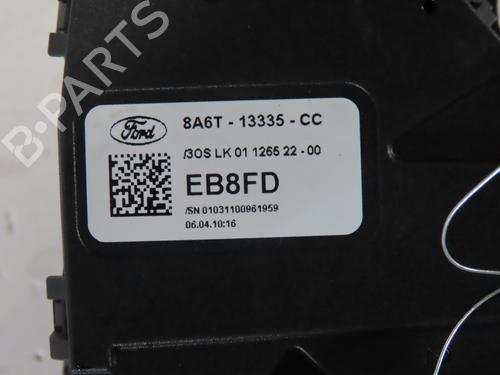 Ford
8A6T - 13335 - CC
/3OS LK 01 1265 22 - 00
EB8FD
/SN 01031100961959
06.04.10:16
B-PARTS